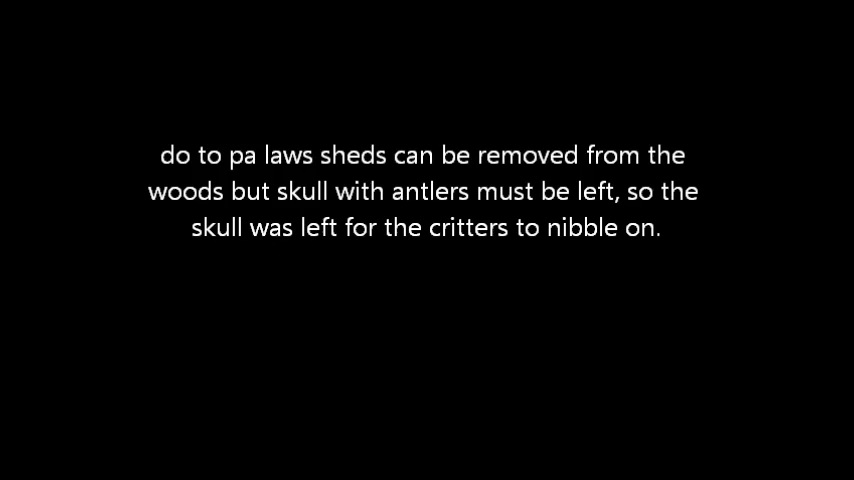 do to pa laws sheds can be removed from the
woods but skull with antlers must be left, so the
skull was left for the critters to nibble on.